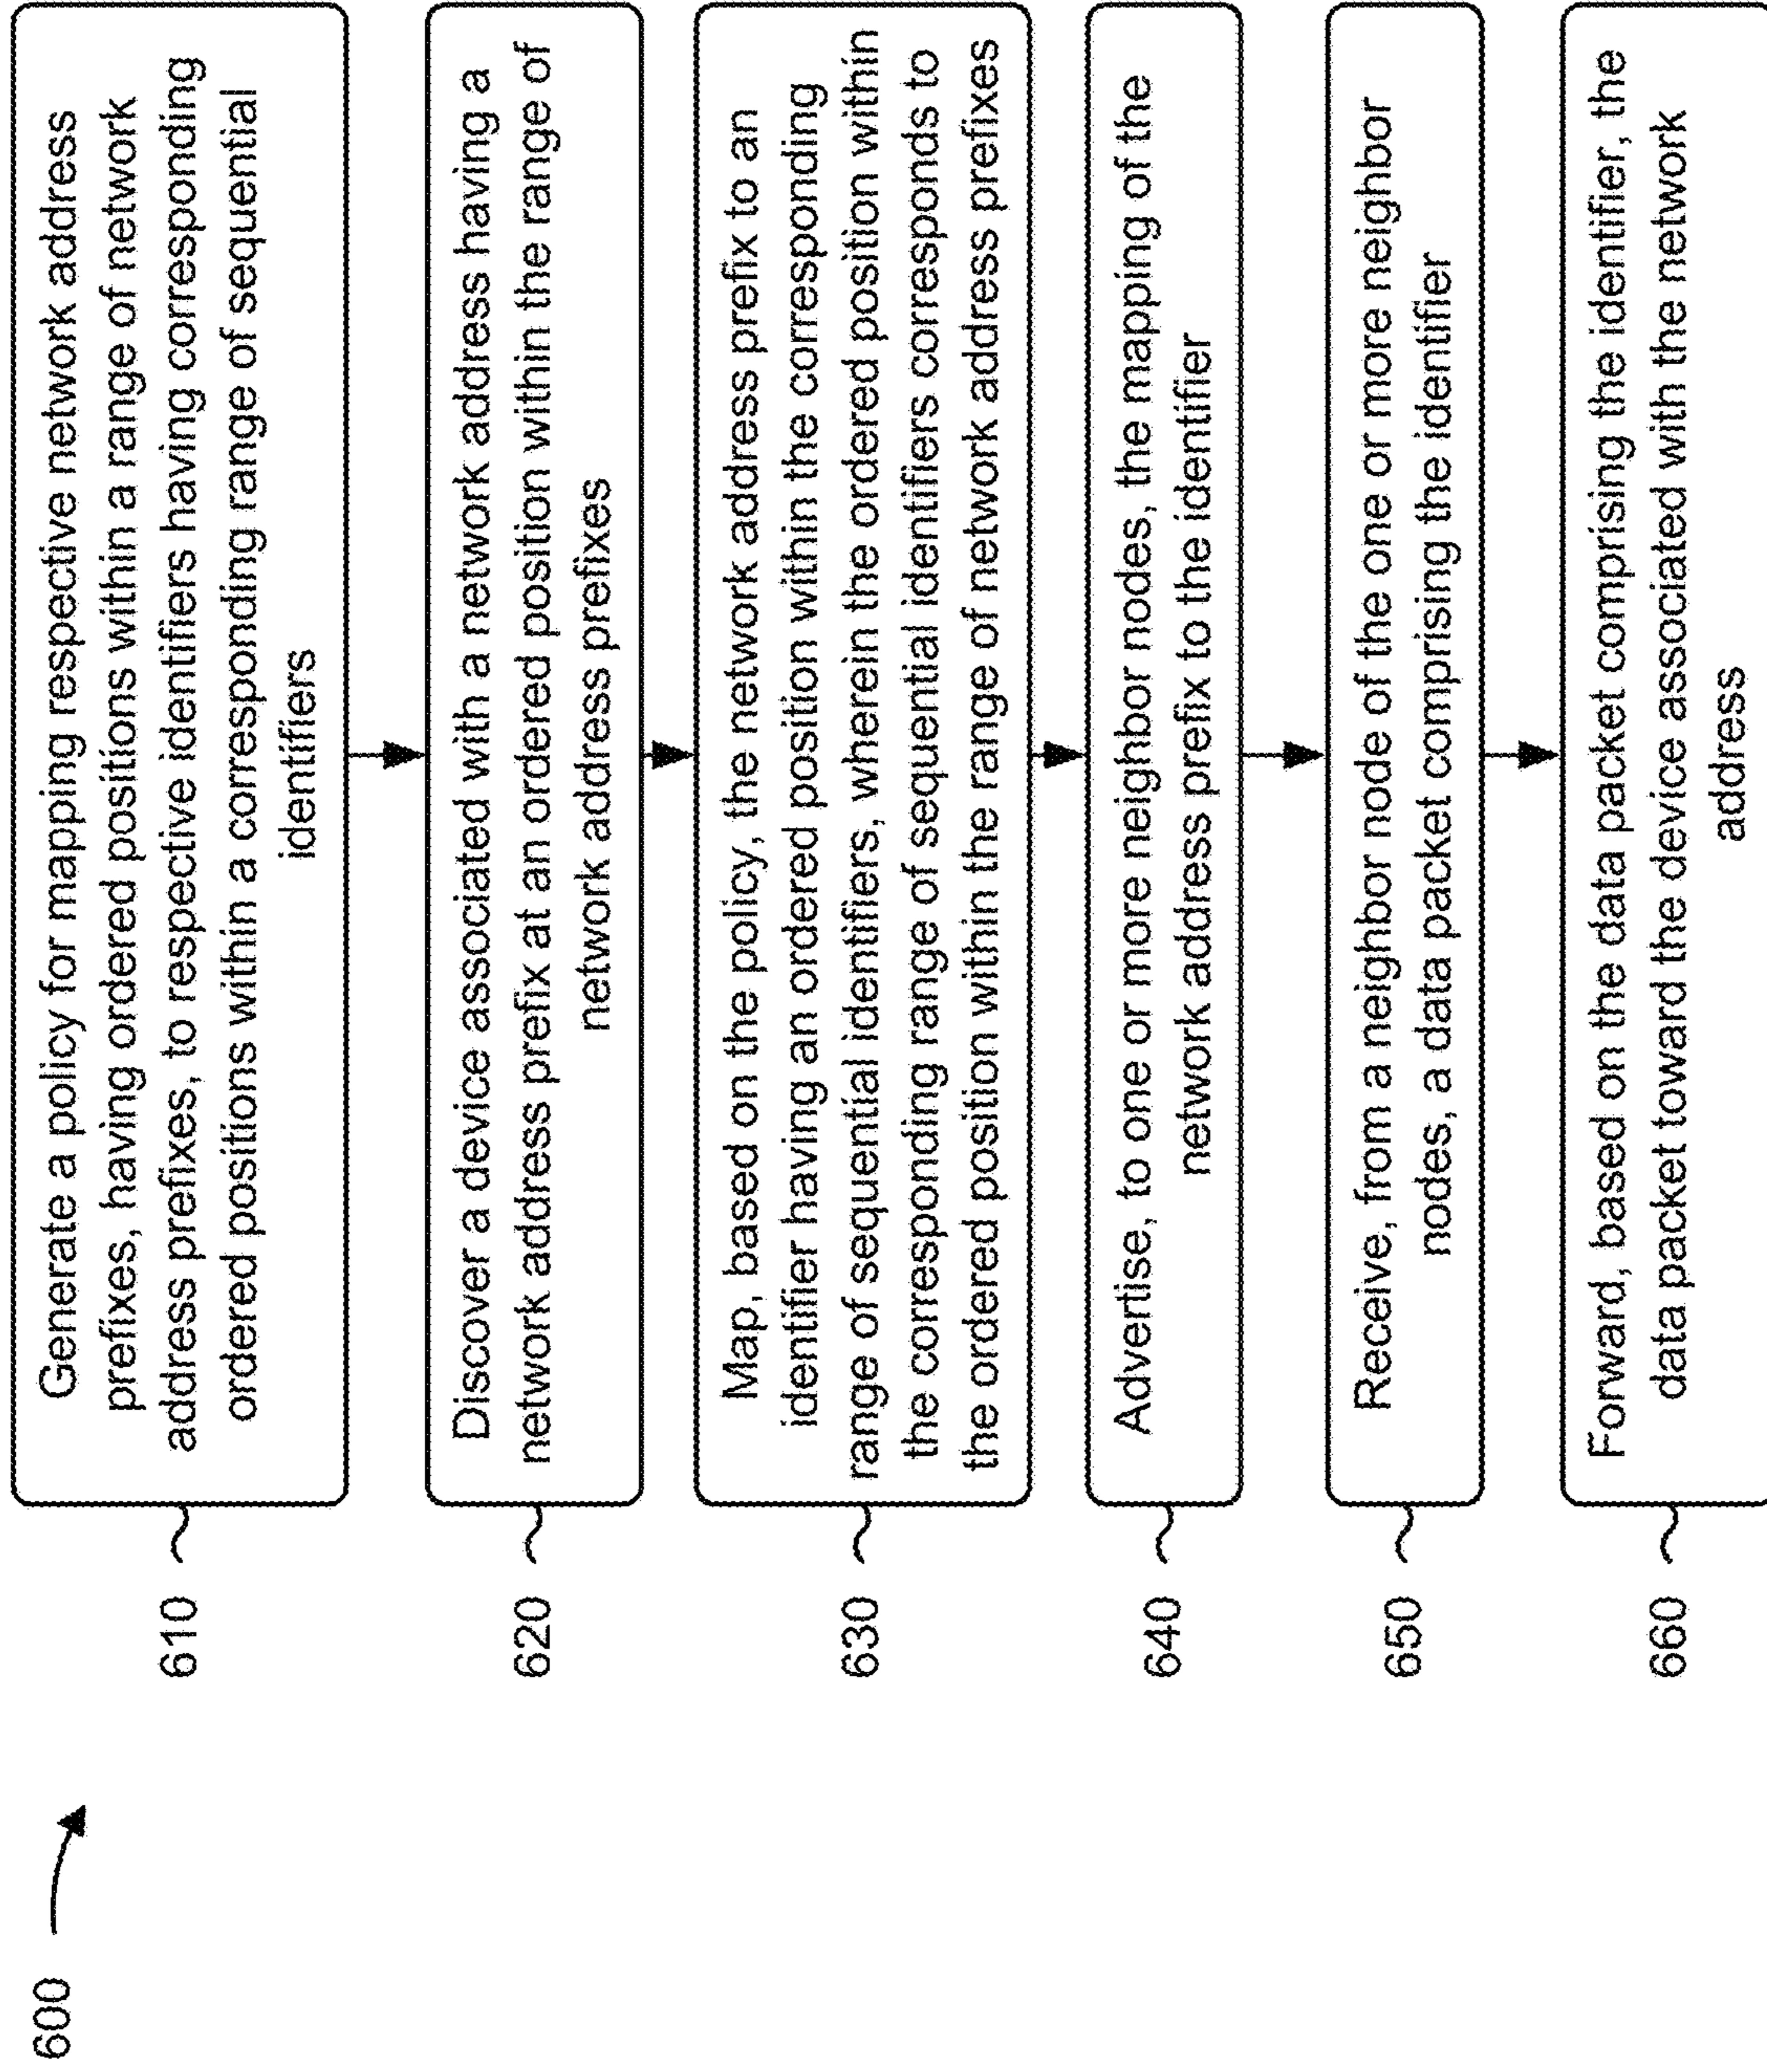 600
610
Generate a policy for mapping respective network address
prefixes, having ordered positions within a range of network
address prefixes, to respective identifiers having corresponding
ordered positions within a corresponding range of sequential
identifiers
620
Discover a device associated with a network address having a
network address prefix at an ordered position within the range of
network address prefixes
630
Map, based on the policy, the network address prefix to an
identifier having an ordered position within the corresponding
range of sequential identifiers, wherein the ordered position within
the corresponding range of sequential identifiers corresponds to
the ordered position within the range of network address prefixes
640
Advertise, to one or more neighbor nodes, the mapping of the
network address prefix to the identifier
650
Receive, from a neighbor node of the one or more neighbor
nodes, a data packet comprising the identifier
660
Forward, based on the data packet comprising the identifier, the
data packet toward the device associated with the network
address